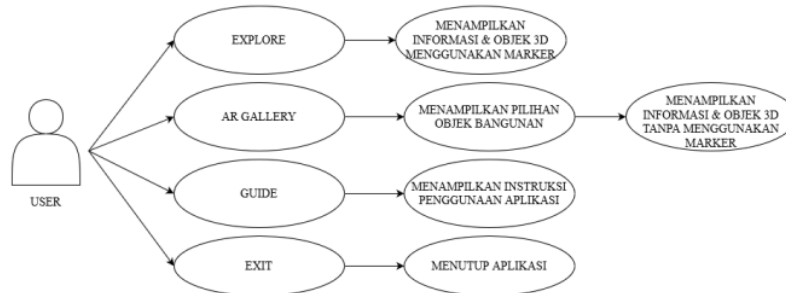 EXPLORE
MENAMPILKAN
INFORMASI & OBJEK 3D
MENGGUNAKAN MARKER
AR GALLERY
MENAMPILKAN PILIHAN
OBJEK BANGUNAN
MENAMPILKAN
INFORMASI & OBJEK 3D
TANPA MENGGUNAKAN
MARKER
USER
GUIDE
MENAMPILKAN INSTRUKSI
PENGGUNAAN APLIKASI
EXIT
MENUTUP APLIKASI